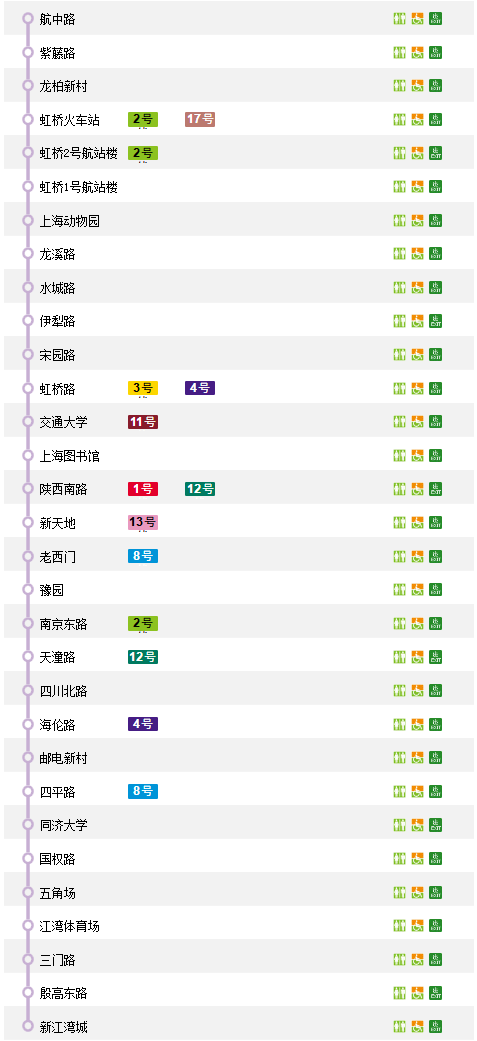 航中路
紫藤路
龙柏新村
虹桥火车站 2号 17号
虹桥2号航站楼 2号
虹桥1号航站楼
上海动物园
龙溪路
水城路
伊犁路
宋园路
虹桥路 3号 4号
交通大学 11号
上海图书馆
陕西南路 1号 12号
新天地 13号
老西门 8号
豫园
南京东路 2号
天潼路 12号
四川北路
海伦路 4号
邮电新村
四平路 8号
同济大学
国权路
五角场
江湾体育场
三门路
殷高东路
新江湾城